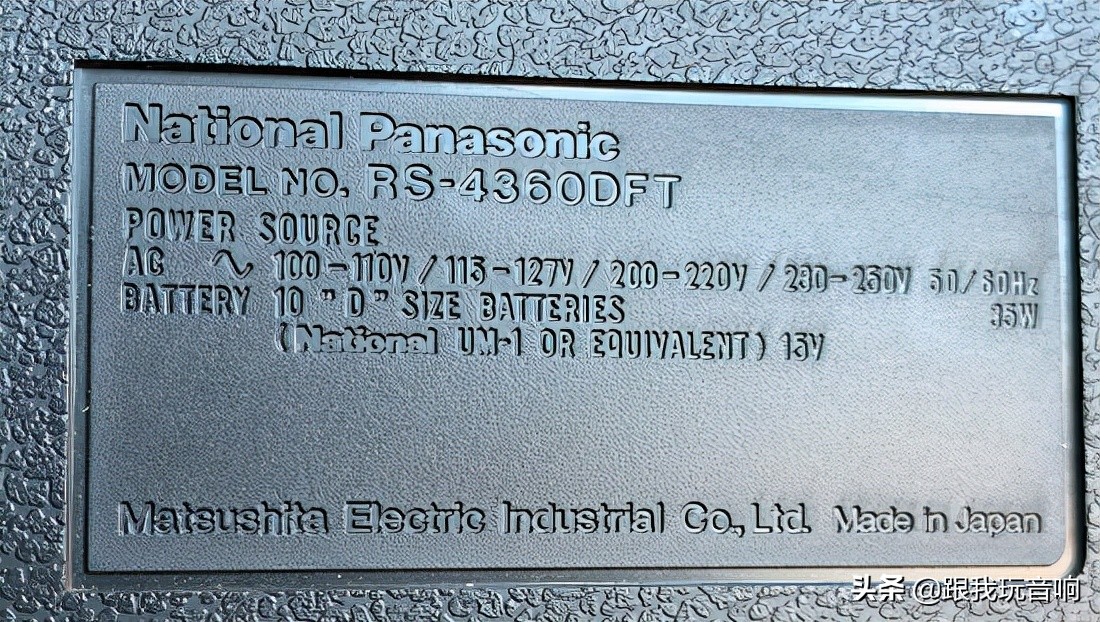 National Panasonic
MODEL NO. RS-4360DFT
POWER SOURCE
AC ∿ 100-110V/115-127V/200-220V/230-250V 50/60Hz
BATTERY 10 "D" SIZE BATTERIES 35W
(National UM-1 OR EQUIVALENT) 15V
Matsushita Electric Industrial Co., Ltd. Made in Japan
头条 @跟我玩音响